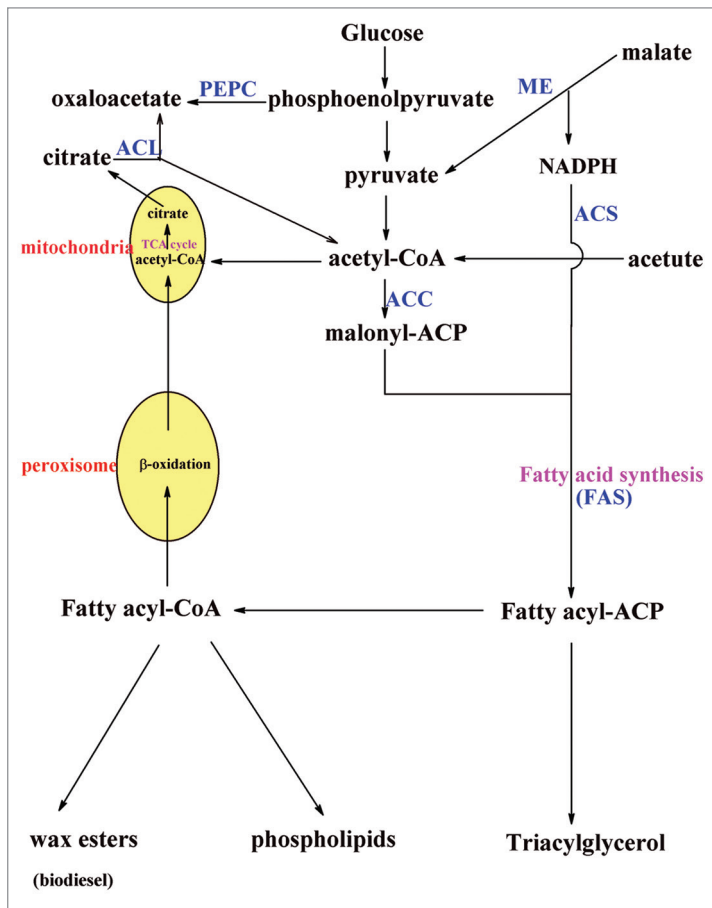 Glucose
malate
PEPC
ME
oxaloacetate
phosphoenolpyruvate
citrate
ACL
pyruvate
NADPH
citrate
ACS
mitochondria
TCA cycle
acetyl-CoA
acetyl-CoA
acetute
ACC
malonyl-ACP
peroxisome
β-oxidation
Fatty acid synthesis
(FAS)
Fatty acyl-CoA
Fatty acyl-ACP
wax esters
phospholipids
Triacylglycerol
(biodiesel)